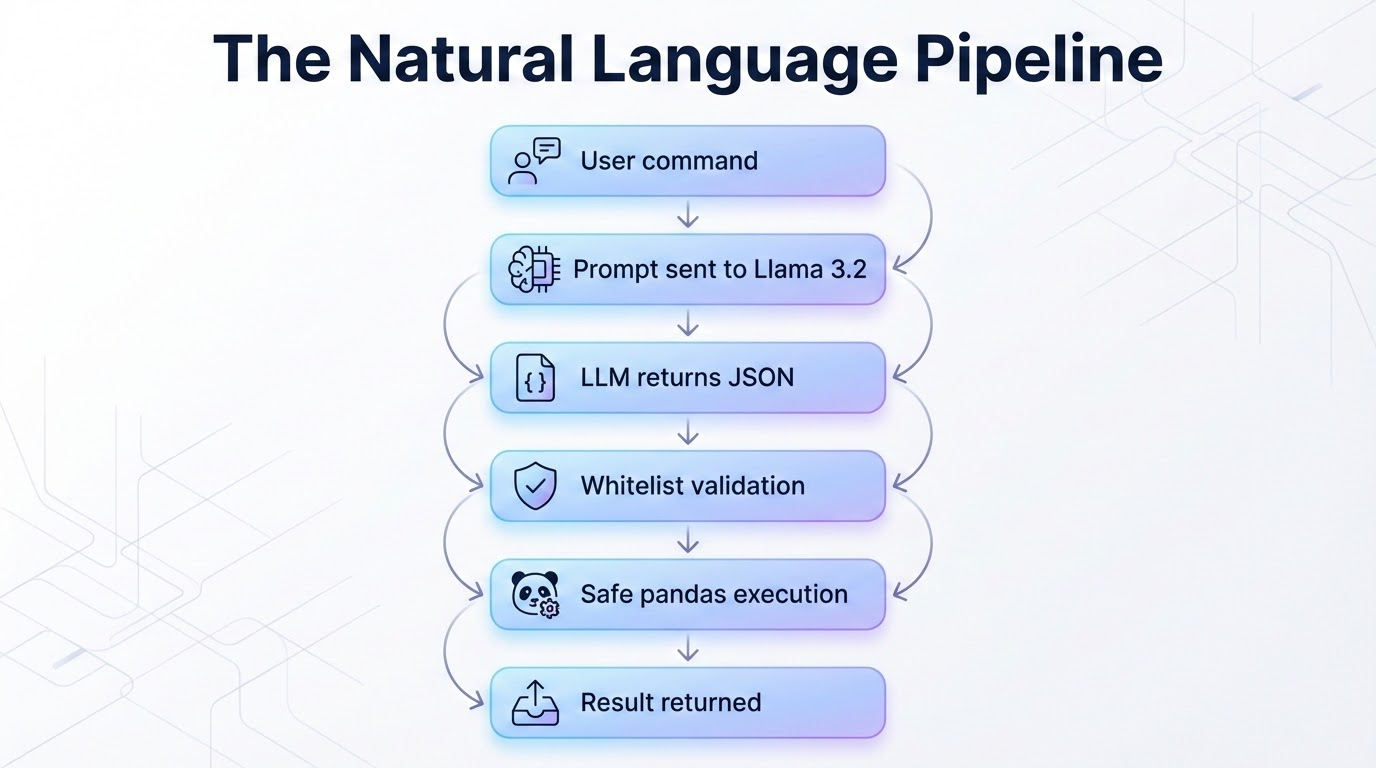 The Natural Language Pipeline
User command
Prompt sent to Llama 3.2
{ }
LLM returns JSON
Whitelist validation
Safe pandas execution
Result returned